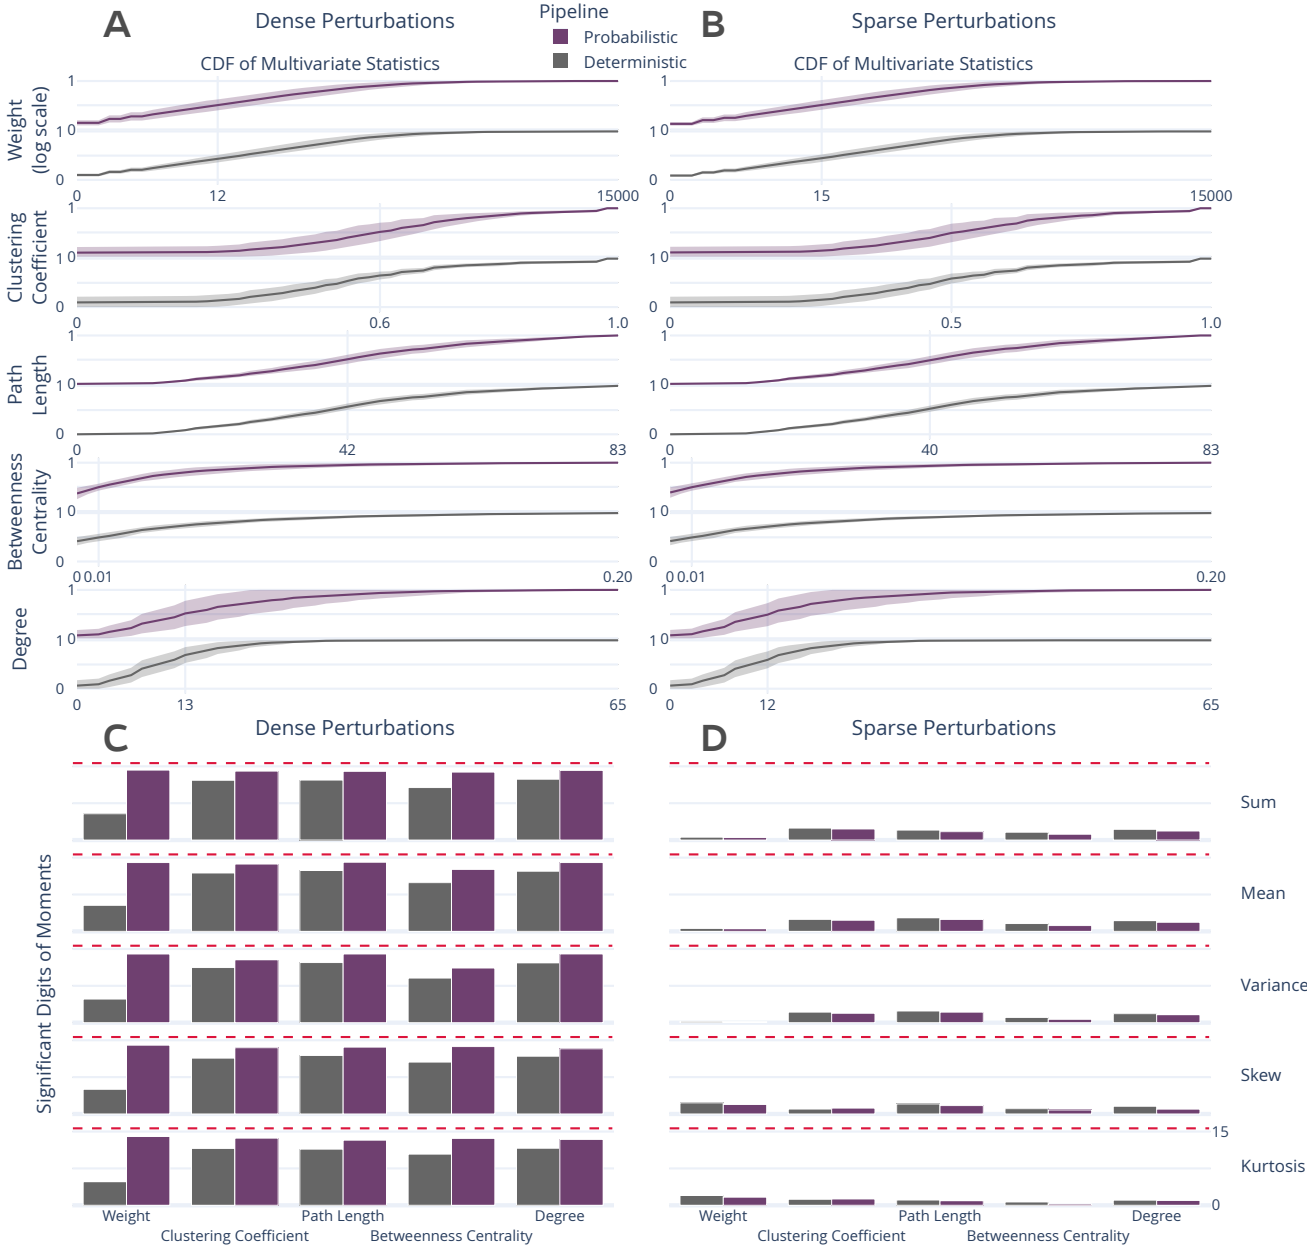 A
Dense Perturbations
Pipeline
Probabilistic
Deterministic
B
Sparse Perturbations
CDF of Multivariate Statistics
CDF of Multivariate Statistics
Weight
(log scale)
1
1 0
0
0 12 15000
1
1 0
0
0 15 15000
Clustering
Coefficient
1
1 0
0
0 0.6 1.0
1
1 0
0
0 0.5 1.0
Path
Length
1
1 0
0
0 42 83
1
1 0
0
0 40 83
Betweenness
Centrality
1
1 0
0
0 0.01 0.20
1
1 0
0
0 0.01 0.20
Degree
1
1 0
0
0 13 65
1
1 0
0
0 12 65
C
Dense Perturbations
D
Sparse Perturbations
Significant Digits of Moments
Sum
Mean
Variance
Skew
15
Kurtosis
0
Weight
Clustering Coefficient
Path Length
Betweenness Centrality
Degree
Weight
Clustering Coefficient
Path Length
Betweenness Centrality
Degree